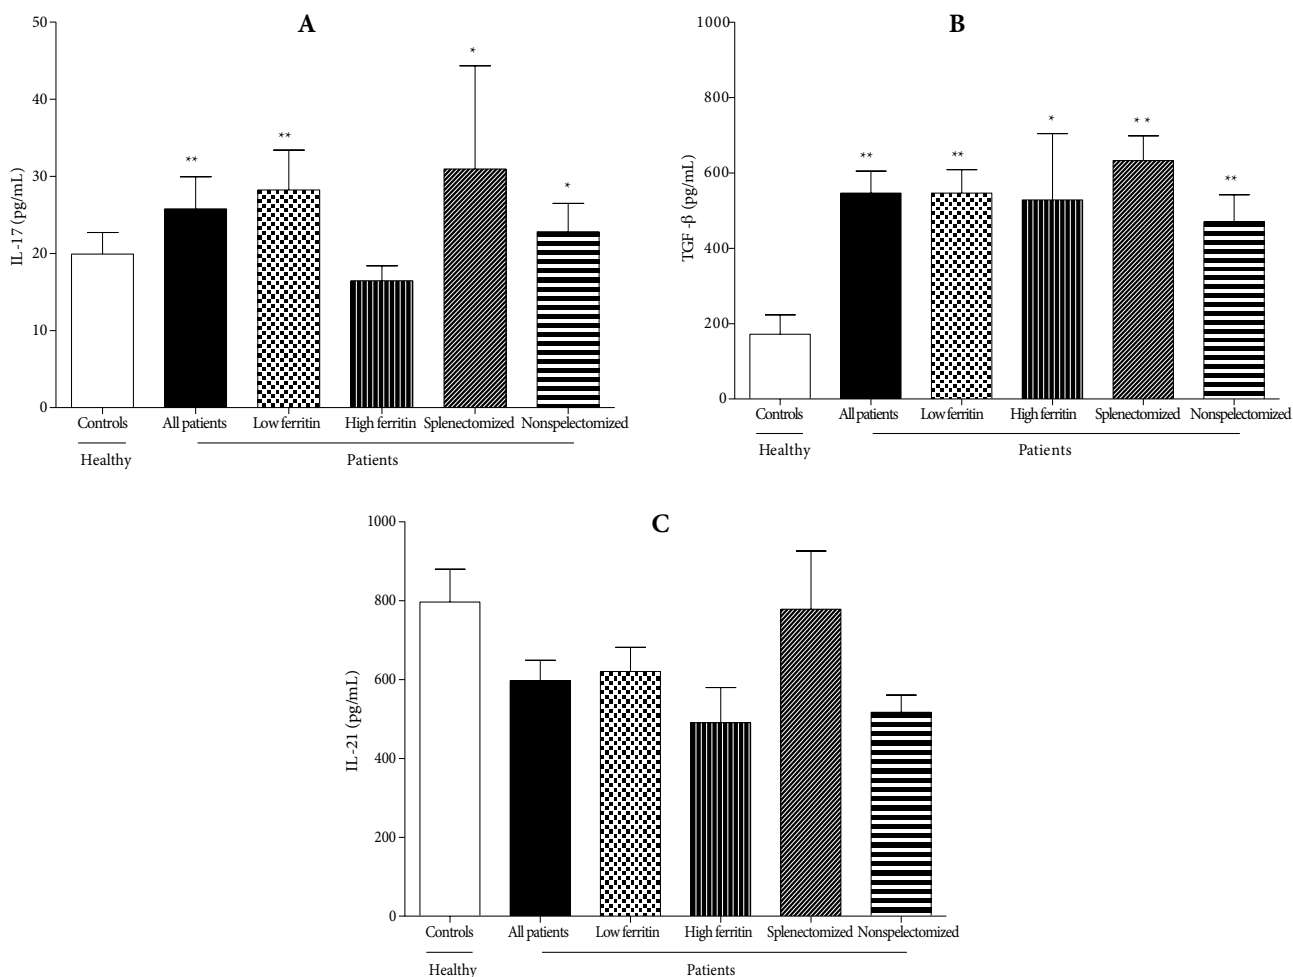 A
IL-17 (pg/mL)
50
40
30
20
10
0
**
**
*
*
Controls All patients Low ferritin High ferritin Splenectomized Nonspelectomized
Healthy Patients
B
TGF -β (pg/mL)
1000
800
600
400
200
0
**
**
*
**
**
Controls All patients Low ferritin High ferritin Splenectomized Nonspelectomized
Healthy Patients
C
IL-21 (pg/mL)
1000
800
600
400
200
0
Controls All patients Low ferritin High ferritin Splenectomized Nonspelectomized
Healthy Patients